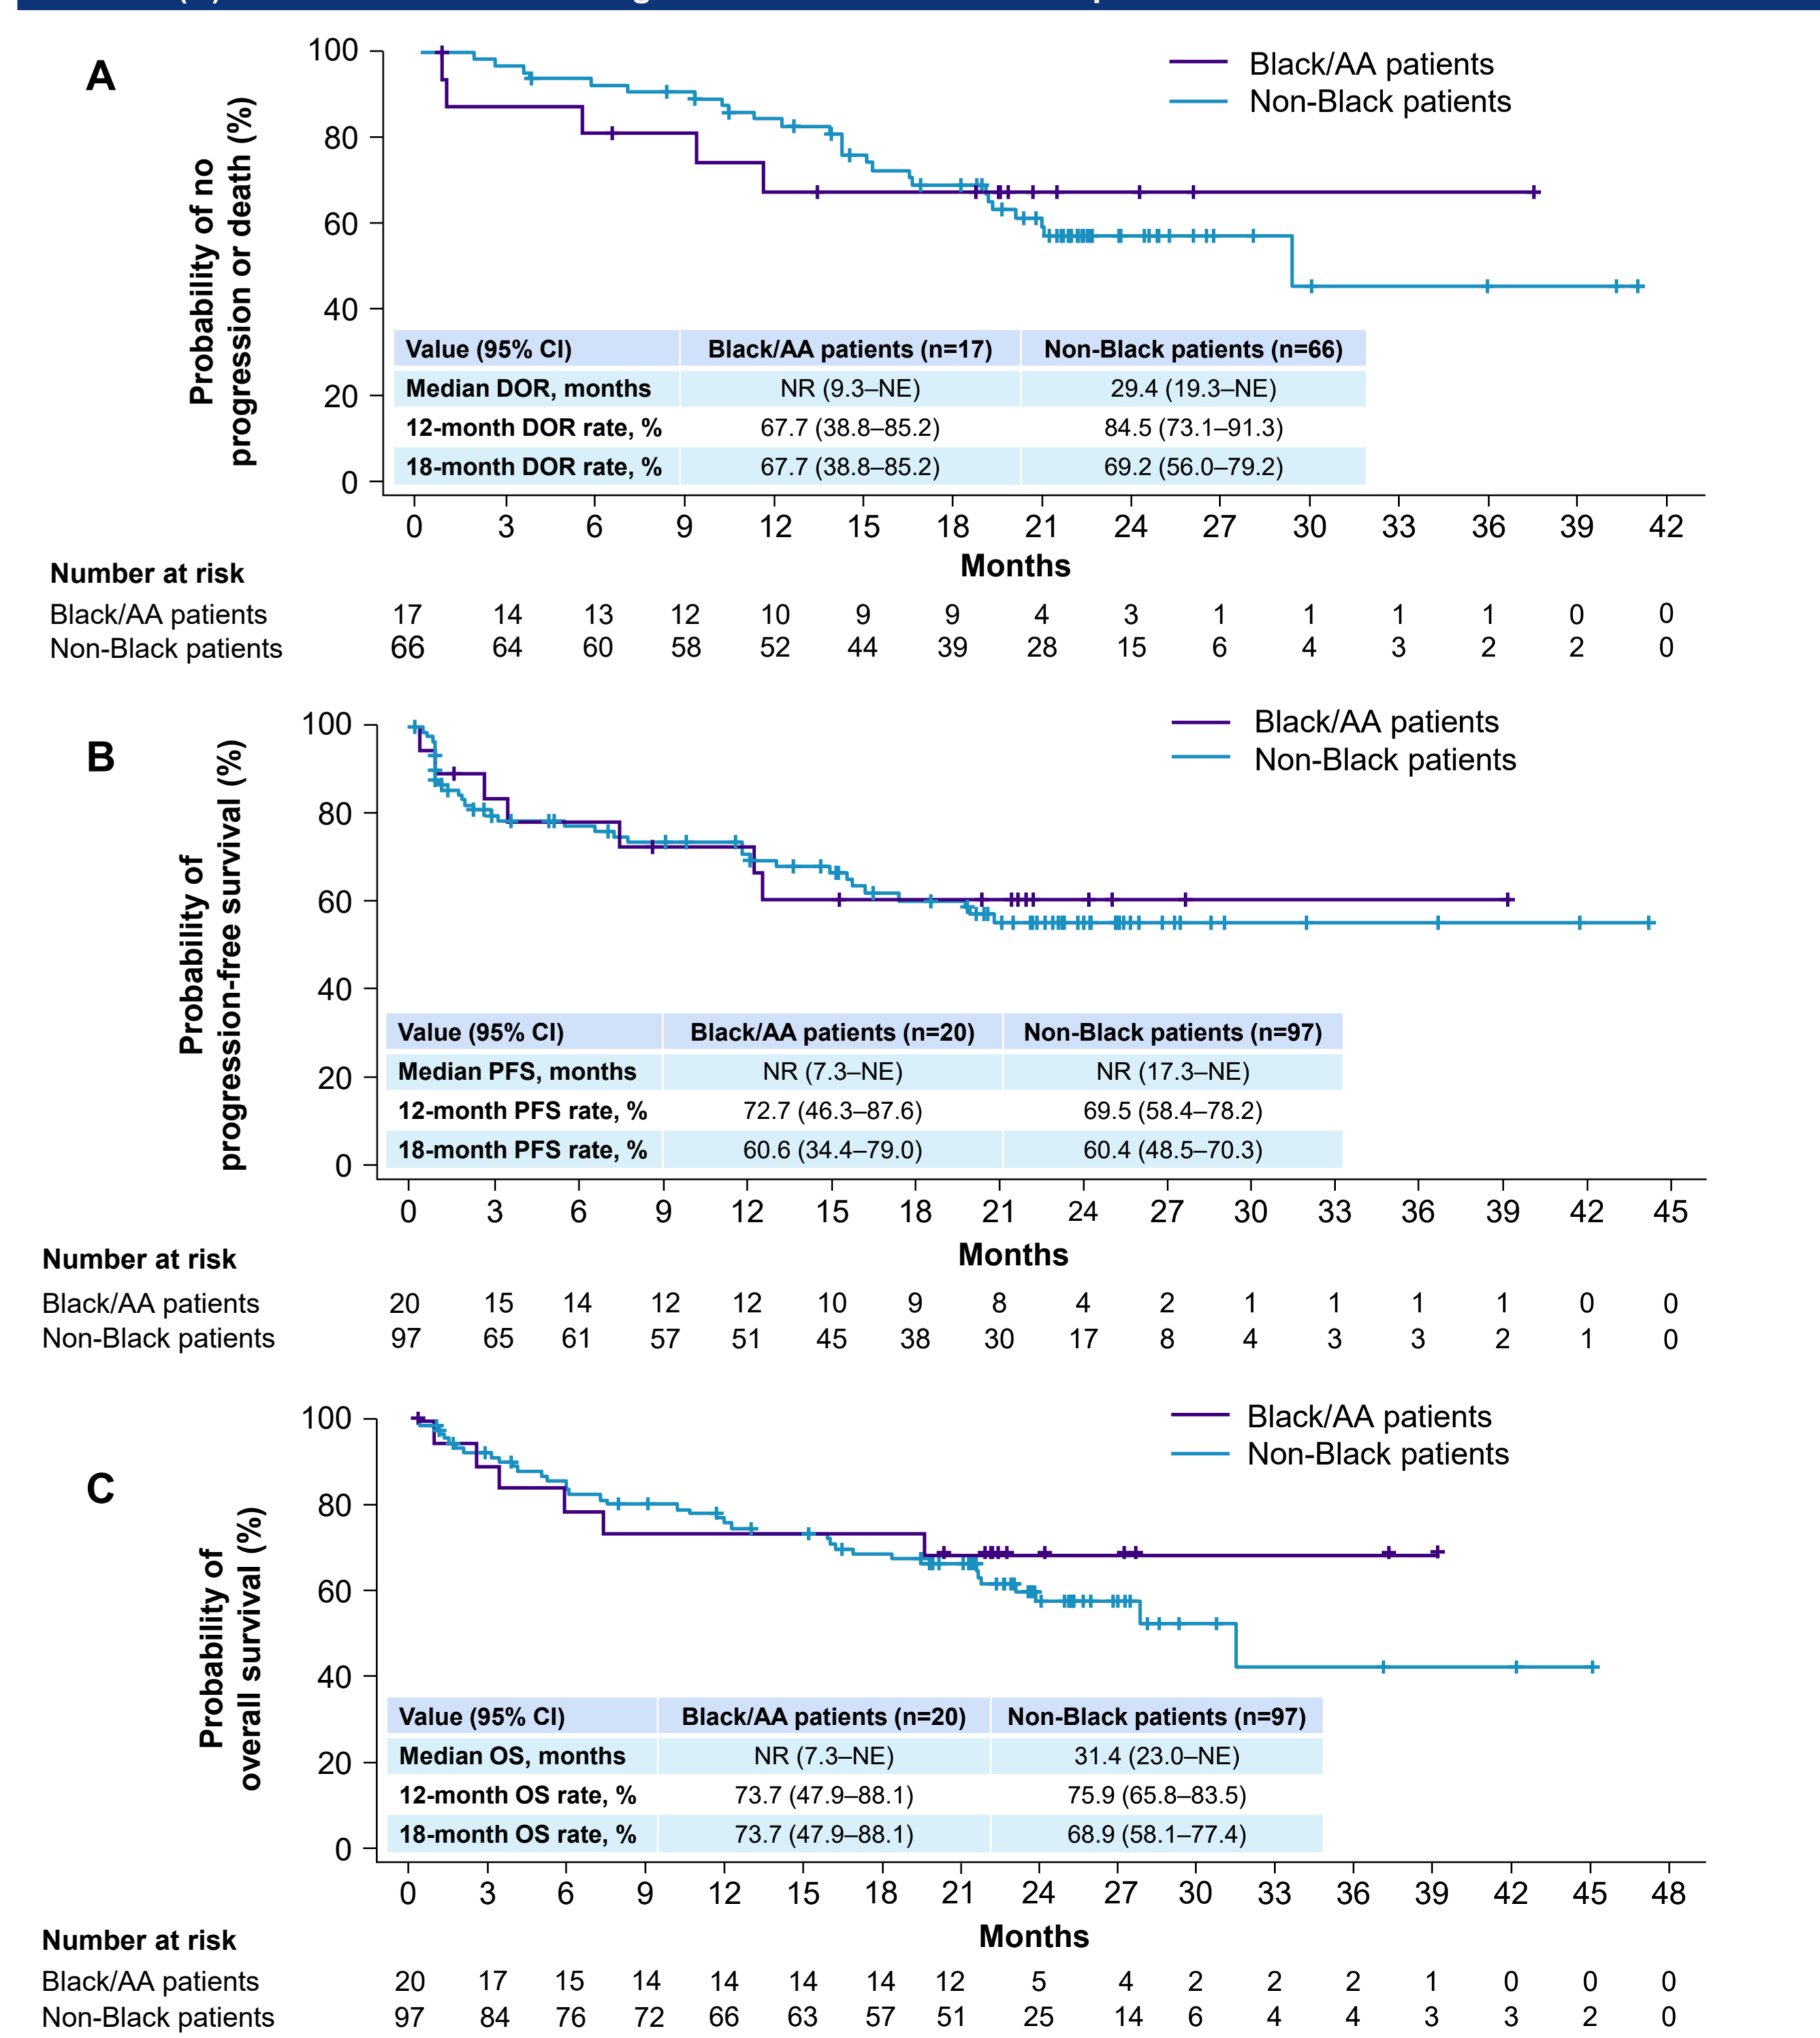 A
Probability of no
progression or death (%)
100
80
60
40
20
0
Black/AA patients
Non-Black patients
Value (95% CI) Black/AA patients (n=17) Non-Black patients (n=66)
Median DOR, months NR (9.3–NE) 29.4 (19.3–NE)
12-month DOR rate, % 67.7 (38.8–85.2) 84.5 (73.1–91.3)
18-month DOR rate, % 67.7 (38.8–85.2) 69.2 (56.0–79.2)
0 3 6 9 12 15 18 21 24 27 30 33 36 39 42
Months
Number at risk
Black/AA patients 17 14 13 12 10 9 9 4 3 1 1 1 1 0 0
Non-Black patients 66 64 60 58 52 44 39 28 15 6 4 3 2 2 0
B
Probability of
progression-free survival (%)
100
80
60
40
20
0
Black/AA patients
Non-Black patients
Value (95% CI) Black/AA patients (n=20) Non-Black patients (n=97)
Median PFS, months NR (7.3–NE) NR (17.3–NE)
12-month PFS rate, % 72.7 (46.3–87.6) 69.5 (58.4–78.2)
18-month PFS rate, % 60.6 (34.4–79.0) 60.4 (48.5–70.3)
0 3 6 9 12 15 18 21 24 27 30 33 36 39 42 45
Months
Number at risk
Black/AA patients 20 15 14 12 12 10 9 8 4 2 1 1 1 1 0 0
Non-Black patients 97 65 61 57 51 45 38 30 17 8 4 3 3 2 1 0
C
Probability of
overall survival (%)
100
80
60
40
20
0
Black/AA patients
Non-Black patients
Value (95% CI) Black/AA patients (n=20) Non-Black patients (n=97)
Median OS, months NR (7.3–NE) 31.4 (23.0–NE)
12-month OS rate, % 73.7 (47.9–88.1) 75.9 (65.8–83.5)
18-month OS rate, % 73.7 (47.9–88.1) 68.9 (58.1–77.4)
0 3 6 9 12 15 18 21 24 27 30 33 36 39 42 45 48
Months
Number at risk
Black/AA patients 20 17 15 14 14 14 14 12 5 4 2 2 2 1 0 0 0
Non-Black patients 97 84 76 72 66 63 57 51 25 14 6 4 4 3 3 2 0